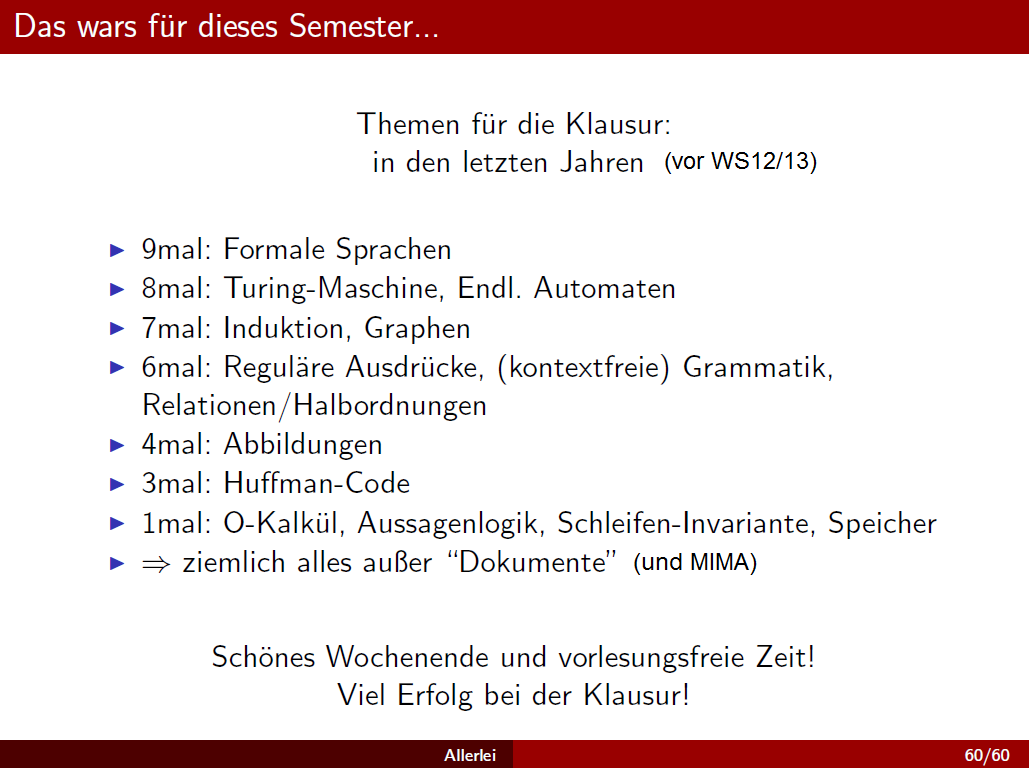 Das wars für dieses Semester...
Themen für die Klausur:
in den letzten Jahren (vor WS12/13)
▶ 9mal: Formale Sprachen
▶ 8mal: Turing-Maschine, Endl. Automaten
▶ 7mal: Induktion, Graphen
▶ 6mal: Reguläre Ausdrücke, (kontextfreie) Grammatik,
Relationen/Halbordnungen
▶ 4mal: Abbildungen
▶ 3mal: Huffman-Code
▶ 1mal: O-Kalkül, Aussagenlogik, Schleifen-Invariante, Speicher
▶ ⇒ ziemlich alles außer “Dokumente” (und MIMA)
Schönes Wochenende und vorlesungsfreie Zeit!
Viel Erfolg bei der Klausur!
Allerlei 60/60